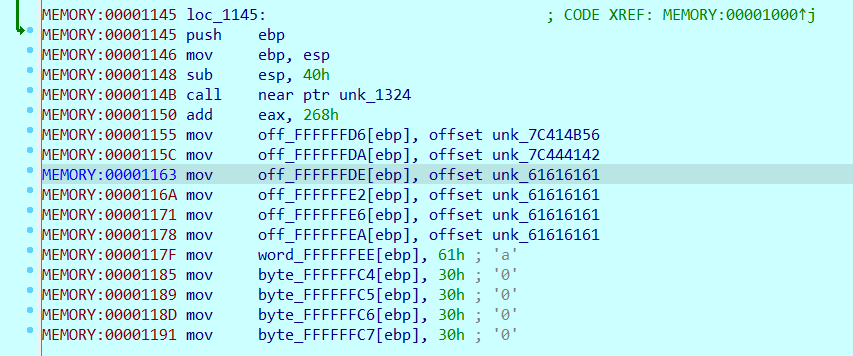 MEMORY:00001145 loc_1145: ; CODE XREF: MEMORY:00001000↑j
MEMORY:00001145 push ebp
MEMORY:00001146 mov ebp, esp
MEMORY:00001148 sub esp, 40h
MEMORY:0000114B call near ptr unk_1324
MEMORY:00001150 add eax, 268h
MEMORY:00001155 mov off_FFFFFFD6[ebp], offset unk_7C414B56
MEMORY:0000115C mov off_FFFFFFDA[ebp], offset unk_7C444142
MEMORY:00001163 mov off_FFFFFFDE[ebp], offset unk_61616161
MEMORY:0000116A mov off_FFFFFFE2[ebp], offset unk_61616161
MEMORY:00001171 mov off_FFFFFFE6[ebp], offset unk_61616161
MEMORY:00001178 mov off_FFFFFFEA[ebp], offset unk_61616161
MEMORY:0000117F mov word_FFFFFFEE[ebp], 61h ; 'a'
MEMORY:00001185 mov byte_FFFFFFC4[ebp], 30h ; '0'
MEMORY:00001189 mov byte_FFFFFFC5[ebp], 30h ; '0'
MEMORY:0000118D mov byte_FFFFFFC6[ebp], 30h ; '0'
MEMORY:00001191 mov byte_FFFFFFC7[ebp], 30h ; '0'